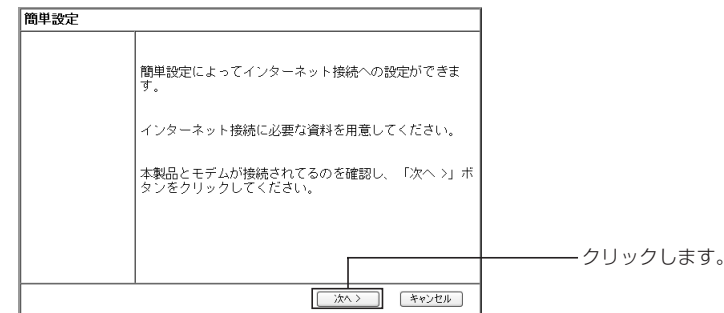 簡単設定
簡単設定によってインターネット接続への設定ができま
す。
インターネット接続に必要な資料を用意してください。
本製品とモデムが接続されてるのを確認し、「次へ >」ボ
タンをクリックしてください。
クリックします。
次へ >
キャンセル